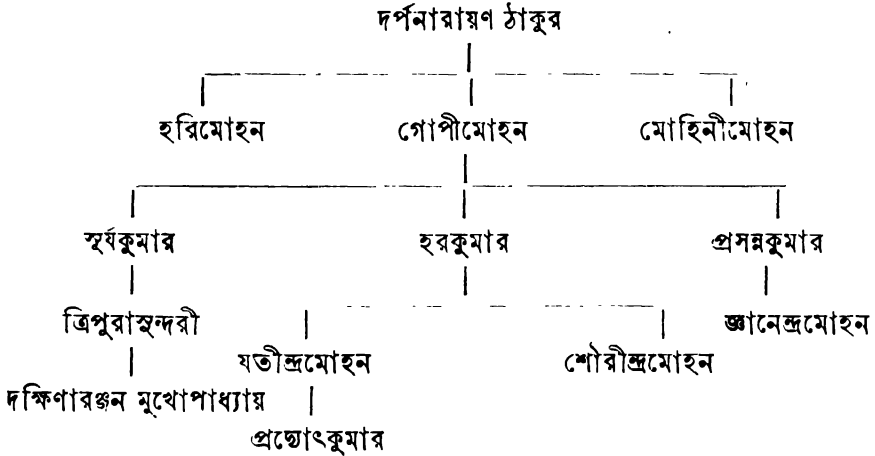 দর্পনারায়ণ ঠাকুর
হরিমোহন গোপীমোহন মোহিনীমোহন
সূর্যকুমার হরকুমার প্রসন্নকুমার
ত্রিপুরাসুন্দরী জ্ঞানেন্দ্রমোহন
যতীন্দ্রমোহন শৌরীন্দ্রমোহন
দক্ষিণারঞ্জন মুখোপাধ্যায়
প্রদ্যোৎকুমার